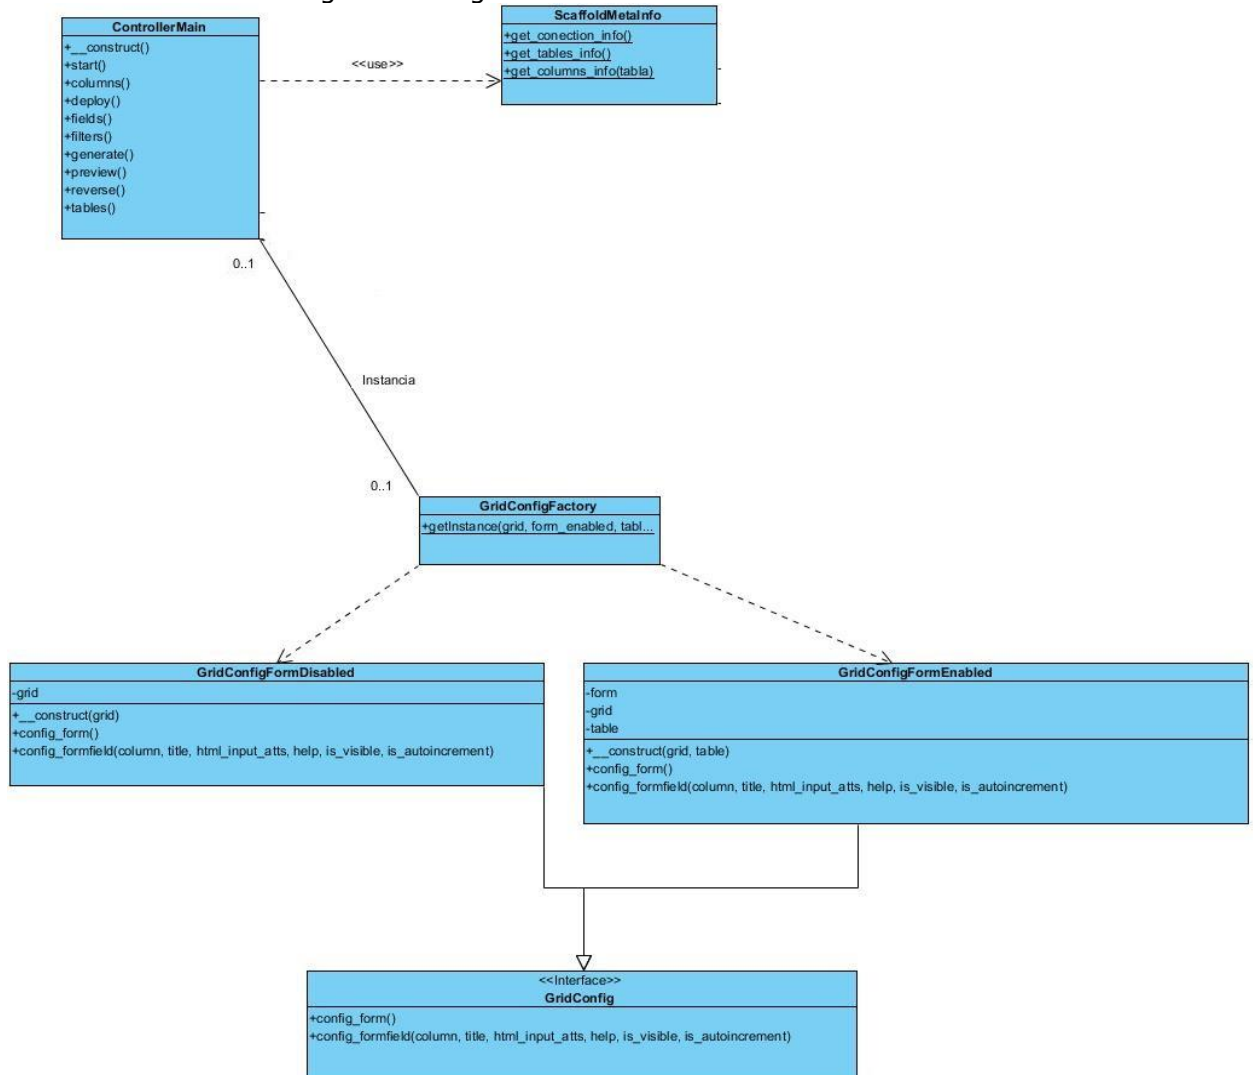 ControllerMain
+__construct()
+start()
+columns()
+deploy()
+fields()
+filters()
+generate()
+preview()
+reverse()
+tables()
<<use>>
ScaffoldMetaInfo
+get_conection_info()
+get_tables_info()
+get_columns_info(tabla)
0..1
Instancia
0..1
GridConfigFactory
+getInstance(grid, form_enabled, tabl...
GridConfigFormDisabled
-grid
+__construct(grid)
+config_form()
+config_formfield(column, title, html_input_atts, help, is_visible, is_autoincrement)
GridConfigFormEnabled
-form
-grid
-table
+__construct(grid, table)
+config_form()
+config_formfield(column, title, html_input_atts, help, is_visible, is_autoincrement)
<<Interface>>
GridConfig
+config_form()
+config_formfield(column, title, html_input_atts, help, is_visible, is_autoincrement)